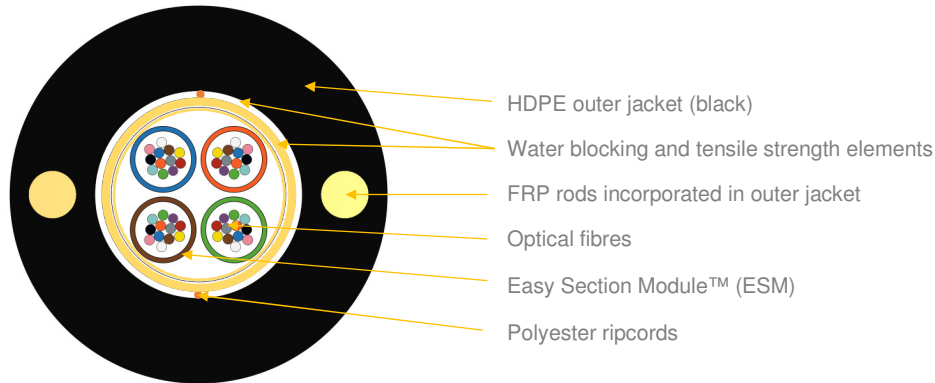 HDPE outer jacket (black)
Water blocking and tensile strength elements
FRP rods incorporated in outer jacket
Optical fibres
Easy Section Module™ (ESM)
Polyester ripcords